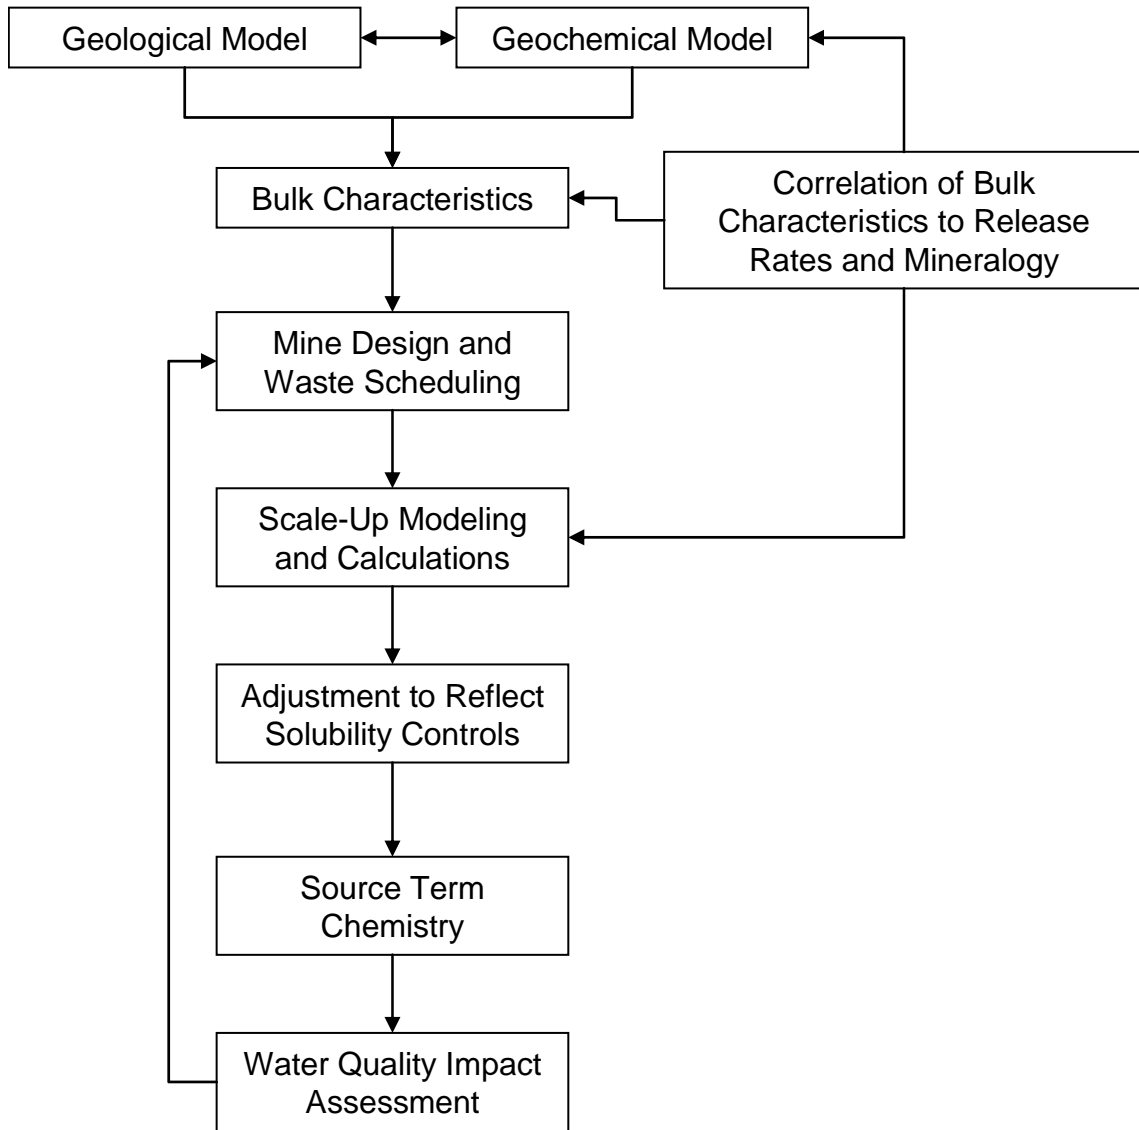 Geological Model
Geochemical Model
Correlation of Bulk
Characteristics to Release
Rates and Mineralogy
Bulk Characteristics
Mine Design and
Waste Scheduling
Scale-Up Modeling
and Calculations
Adjustment to Reflect
Solubility Controls
Source Term
Chemistry
Water Quality Impact
Assessment